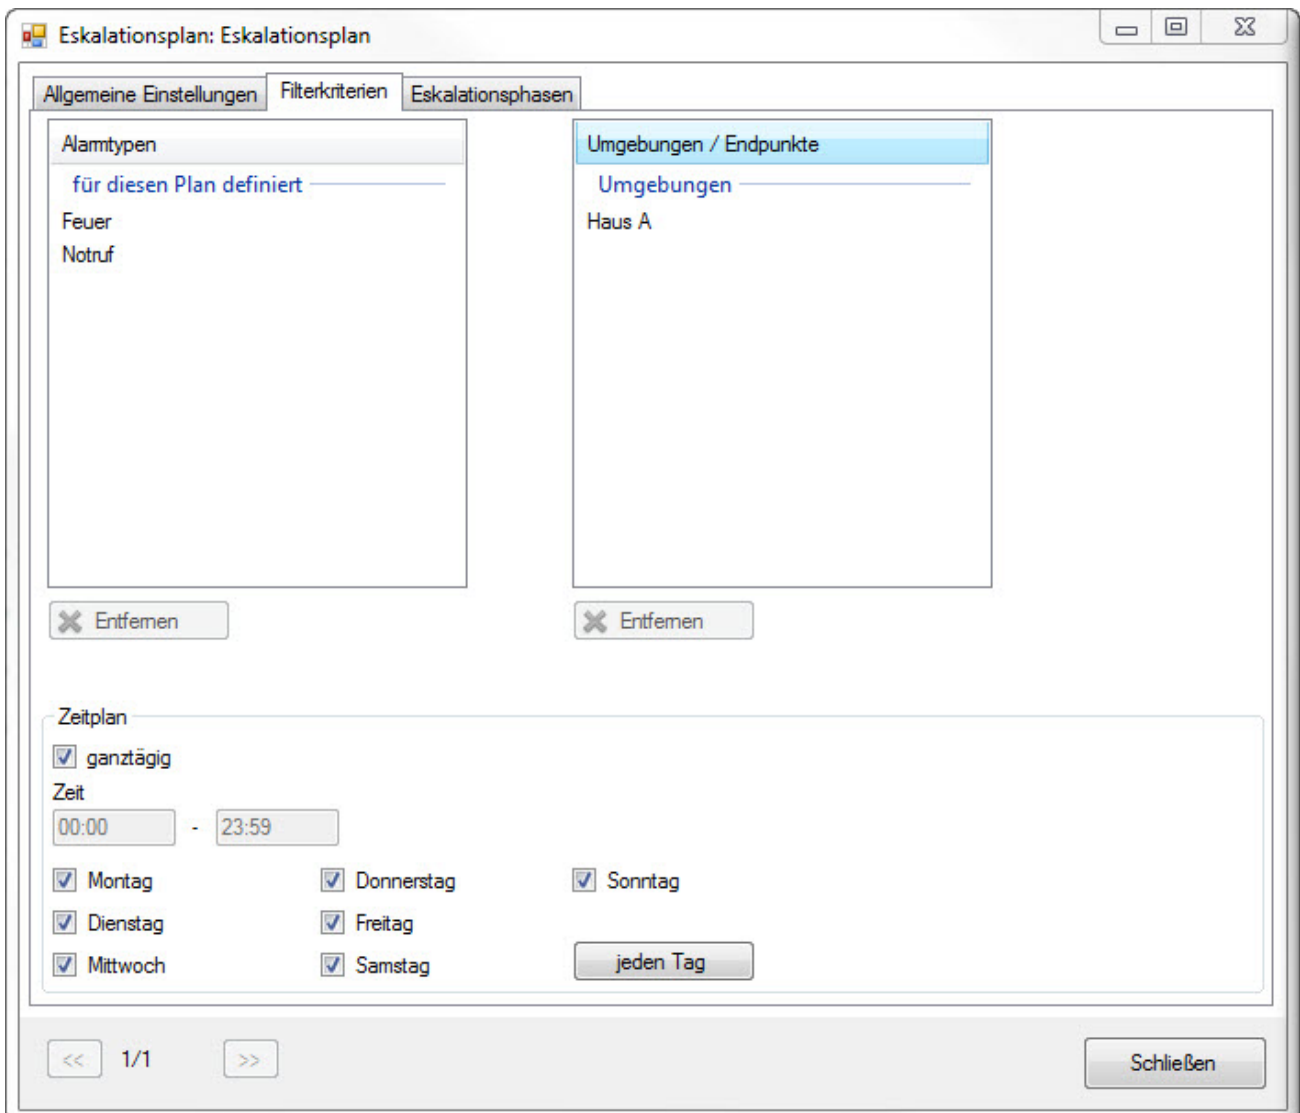 Eskalationsplan: Eskalationsplan
Allgemeine Einstellungen Filterkriterien Eskalationsphasen
Alarmtypen
für diesen Plan definiert
Feuer
Notruf
Umgebungen / Endpunkte
Umgebungen
Haus A
Entfernen Entfernen
Zeitplan
ganztägig
Zeit
00:00 - 23:59
Montag Donnerstag Sonntag
Dienstag Freitag
Mittwoch Samstag jeden Tag
<< 1/1 >> Schließen